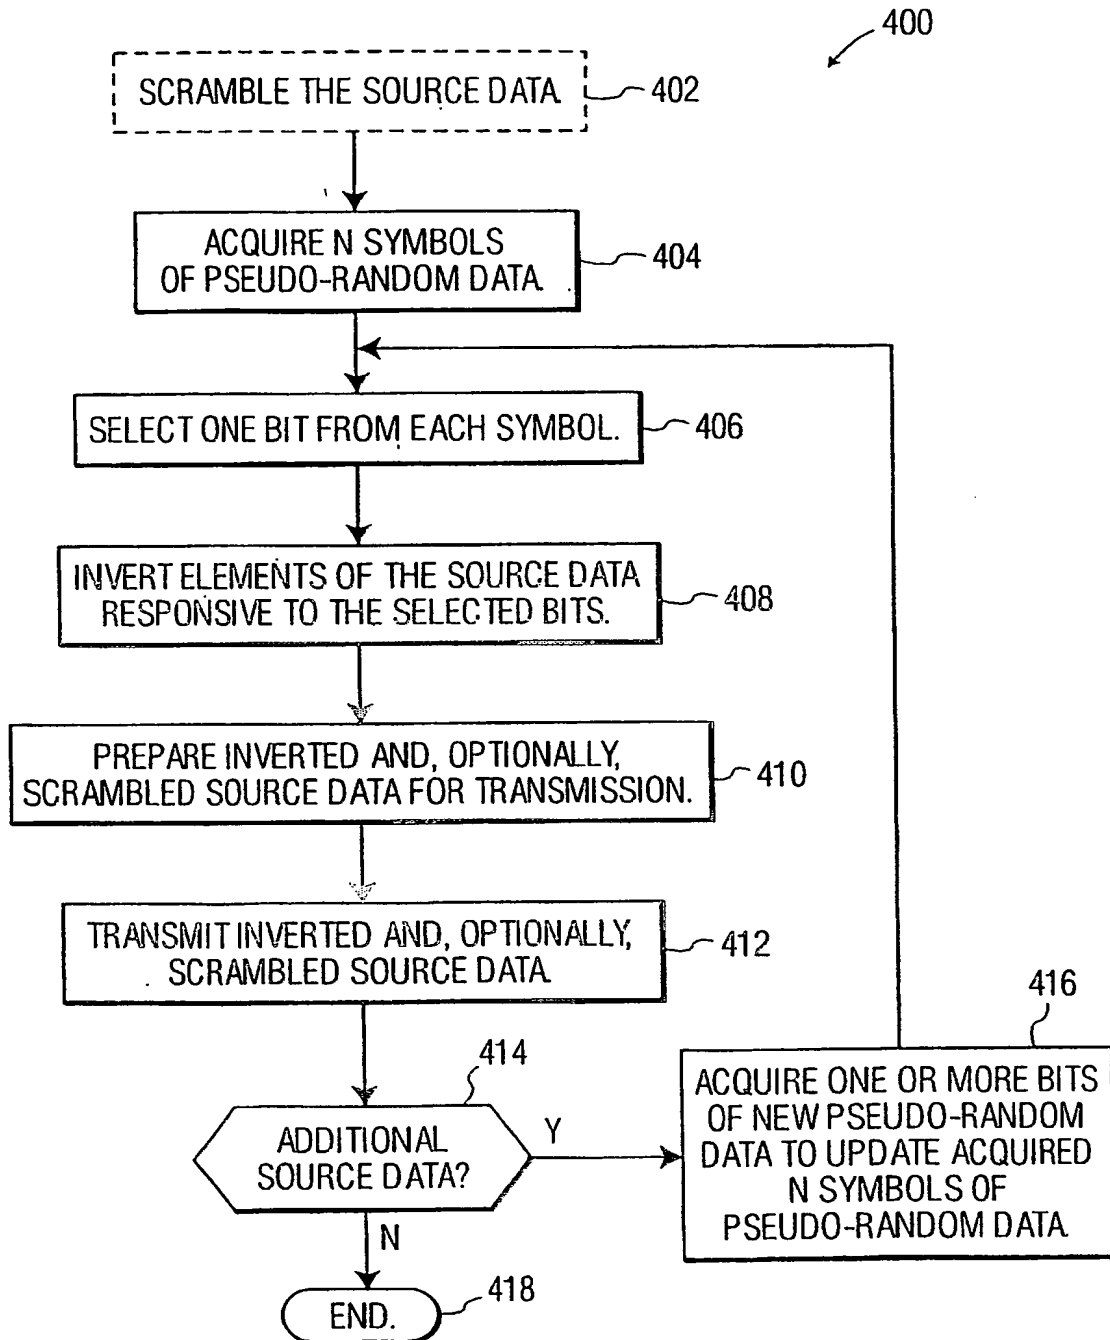 400
SCRAMBLE THE SOURCE DATA.
402
ACQUIRE N SYMBOLS
OF PSEUDO-RANDOM DATA.
404
SELECT ONE BIT FROM EACH SYMBOL.
406
INVERT ELEMENTS OF THE SOURCE DATA
RESPONSIVE TO THE SELECTED BITS.
408
PREPARE INVERTED AND, OPTIONALLY,
SCRAMBLED SOURCE DATA FOR TRANSMISSION.
410
TRANSMIT INVERTED AND, OPTIONALLY,
SCRAMBLED SOURCE DATA.
412
414
ADDITIONAL
SOURCE DATA?
Y
N
416
ACQUIRE ONE OR MORE BITS
OF NEW PSEUDO-RANDOM
DATA TO UPDATE ACQUIRED
N SYMBOLS OF
PSEUDO-RANDOM DATA.
END.
418